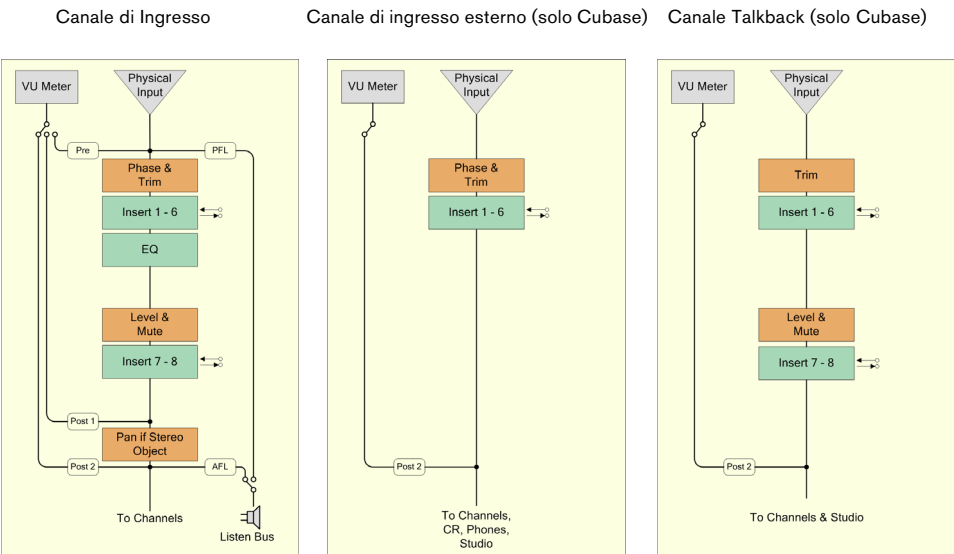 Canale di Ingresso
VU Meter
Physical
Input
Pre
PFL
Phase &
Trim
Insert 1 - 6
EQ
Level &
Mute
Insert 7 - 8
Post 1
Pan if Stereo
Object
Post 2
AFL
To Channels
Listen Bus
Canale di ingresso esterno (solo Cubase)
VU Meter
Physical
Input
Phase &
Trim
Insert 1 - 6
Post 2
To Channels,
CR, Phones,
Studio
Canale Talkback (solo Cubase)
VU Meter
Physical
Input
Trim
Insert 1 - 6
Level &
Mute
Insert 7 - 8
Post 2
To Channels & Studio